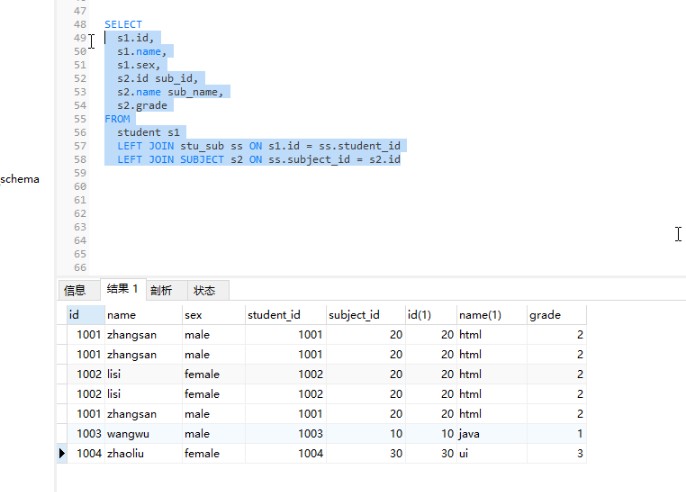 47
48 SELECT
49 s1.id,
50 s1.name,
51 s1.sex,
52 s2.id sub_id,
53 s2.name sub_name,
54 s2.grade
55 FROM
56 student s1
57 LEFT JOIN stu_sub ss ON s1.id = ss.student_id
58 LEFT JOIN SUBJECT s2 ON ss.subject_id = s2.id
59
schema
60
61
62
63
64
65
66
信息 结果 1 剖析 状态
id name sex student_id subject_id id(1) name(1) grade
1001 zhangsan male 1001 20 20 html 2
1001 zhangsan male 1001 20 20 html 2
1002 lisi female 1002 20 20 html 2
1002 lisi female 1002 20 20 html 2
1001 zhangsan male 1001 20 20 html 2
1003 wangwu male 1003 10 10 java 1
1004 zhaoliu female 1004 30 30 ui 3